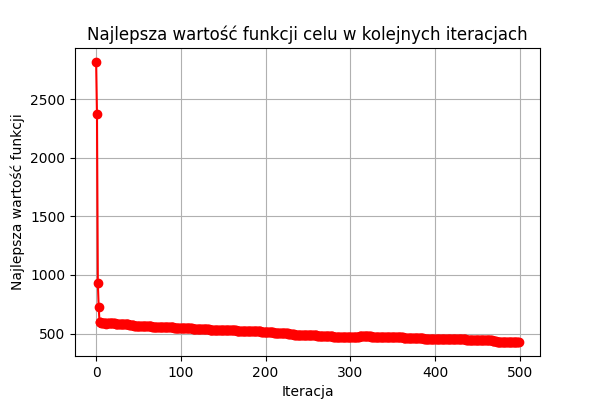 Najlepsza wartość funkcji celu w kolejnych iteracjach
Najlepsza wartość funkcji
2500
2000
1500
1000
500
0 100 200 300 400 500
Iteracja